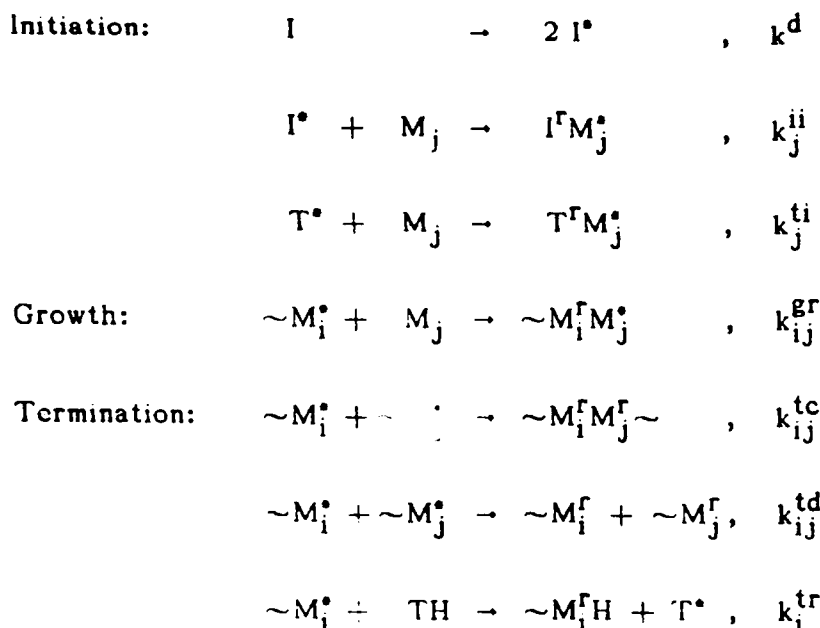 Initiation: I → 2 I• , k^d
I• + M_j → I^r M_j^• , k_j^ii
T• + M_j → T^r M_j^• , k_j^ti
Growth: ~M_i^• + M_j → ~M_i^r M_j^• , k_ij^gr
Termination: ~M_i^• + ~ → ~M_i^r M_j^r ~ , k_ij^tc
~M_i^• + ~M_j^• → ~M_i^r + ~M_j^r , k_ij^td
~M_i^• + TH → ~M_i^r H + T• , k_i^tr